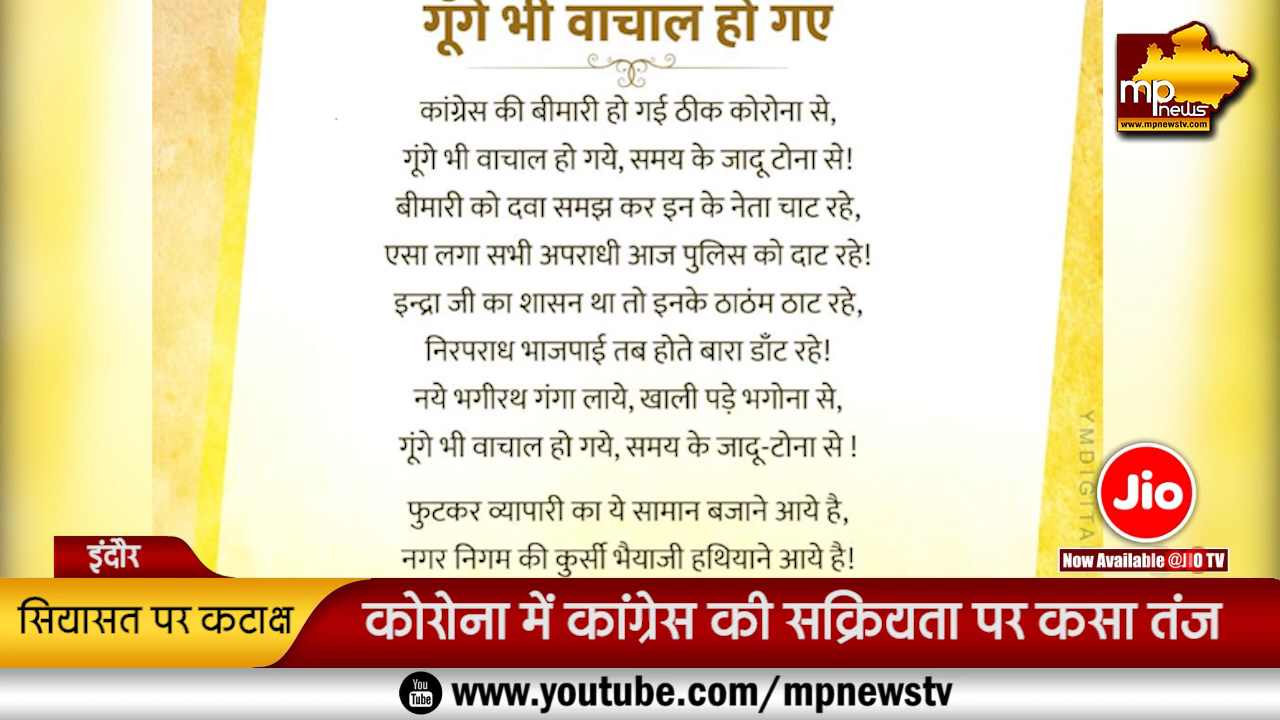 गूंगे भी वाचाल हो गए
कांग्रेस की बीमारी हो गई ठीक कोरोना से,
गूंगे भी वाचाल हो गये, समय के जादू टोना से!
बीमारी को दवा समझ कर इन के नेता चाट रहे,
एसा लगा सभी अपराधी आज पुलिस को दाट रहे!
इन्द्रा जी का शासन था तो इनके ठाठंम ठाट रहे,
निरपराध भाजपाई तब होते बारा डाँट रहे!
नये भगीरथ गंगा लाये, खाली पड़े भगोना से,
गूंगे भी वाचाल हो गये, समय के जादू-टोना से !
फुटकर व्यापारी का ये सामान बजाने आये है,
नगर निगम की कुर्सी भैयाजी हथियाने आये है!
mp news
www.mpnewstv.com
YMDIGITA
Jio
Now Available @JIO TV
इंदौर
सियासत पर कटाक्ष
कोरोना में कांग्रेस की सक्रियता पर कसा तंज
You Tube www.youtube.com/mpnewstv